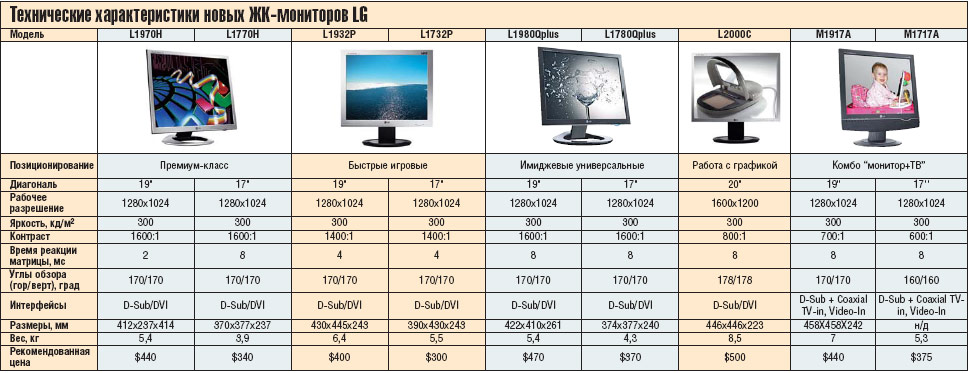 Технические характеристики новых ЖК-мониторов LG
Модель L1970H L1770H L1932P L1732P L1980Qplus L1780Qplus L2000C M1917A M1717A
Позиционирование Премиум-класс Быстрые игровые Имиджевые универсальные Работа с графикой Комбо "монитор+ТВ"
Диагональ 19" 17" 19" 17" 19" 17" 20" 19'' 17''
Рабочее разрешение 1280x1024 1280x1024 1280x1024 1280x1024 1280x1024 1280x1024 1600x1200 1280x1024 1280x1024
Яркость, кд/м² 300 300 300 300 300 300 300 300 300
Контраст 1600:1 1600:1 1400:1 1400:1 1600:1 1600:1 800:1 700:1 600:1
Время реакции матрицы, мс 2 8 4 4 8 8 8 8 8
Углы обзора (гор/верт), град 170/170 170/170 170/170 170/170 170/170 170/170 178/178 170/170 160/160
Интерфейсы D-Sub/DVI D-Sub/DVI D-Sub/DVI D-Sub/DVI D-Sub/DVI D-Sub/DVI D-Sub/DVI D-Sub + Coaxial TV-in, Video-In D-Sub + Coaxial TV-in, Video-In
Размеры, мм 412x237x414 370x377x237 430x445x243 390x430x243 422x410x261 374x377x240 446x446x223 458X458X242 н/д
Вес, кг 5,4 3,9 6,4 5,5 5,4 4,3 8,5 7 5,3
Рекомендованная цена $440 $340 $400 $300 $470 $370 $500 $440 $375